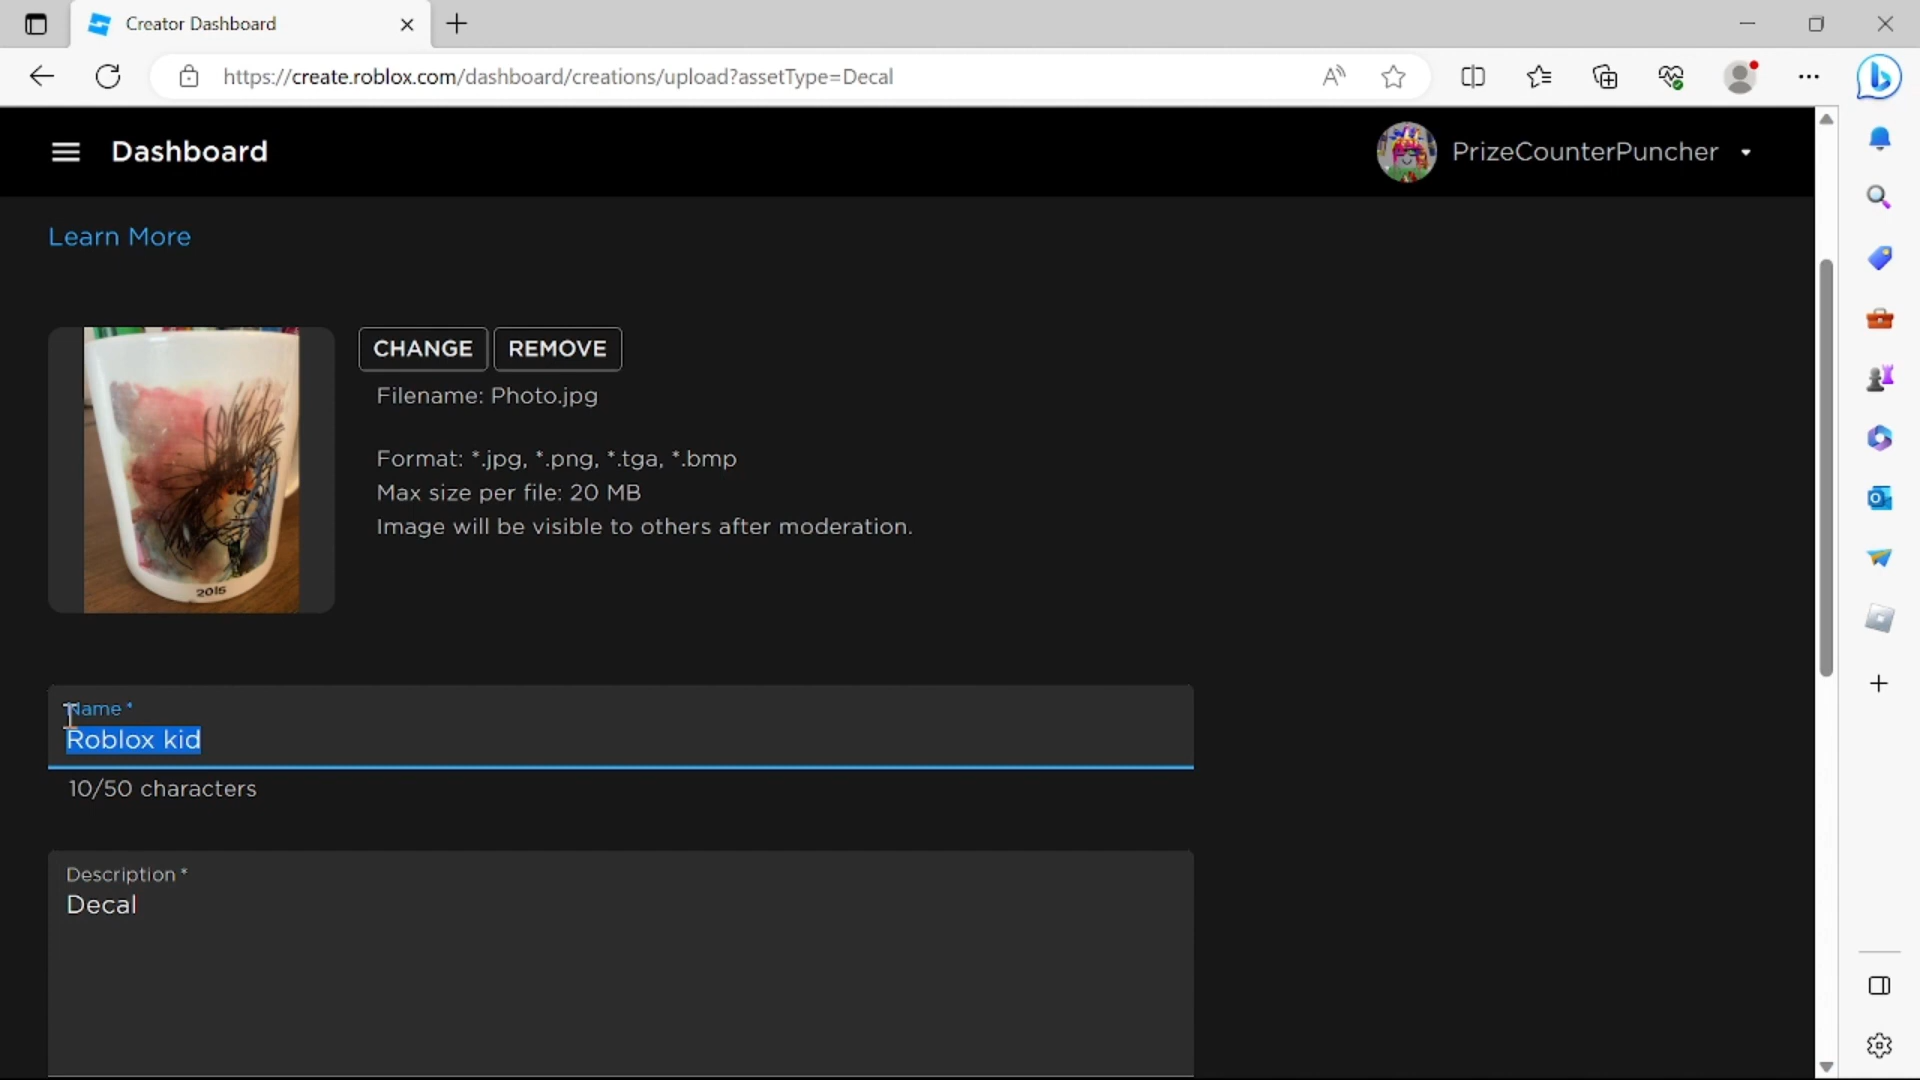 Creator Dashboard
https://create.roblox.com/dashboard/creations/upload?assetType=Decal
Dashboard
PrizeCounterPuncher
Learn More
CHANGE REMOVE
Filename: Photo.jpg
Format: *.jpg, *.png, *.tga, *.bmp
Max size per file: 20 MB
Image will be visible to others after moderation.
2015
Name *
Roblox kid
10/50 characters
Description *
Decal